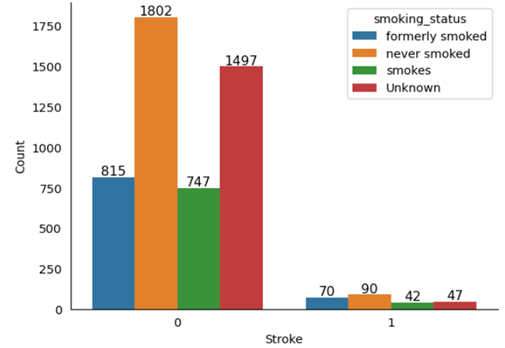 smoking_status
formerly smoked
never smoked
smokes
Unknown
1802
1497
815
747
70
90
42
47
1750
1500
1250
1000
750
500
250
0
Count
0
1
Stroke